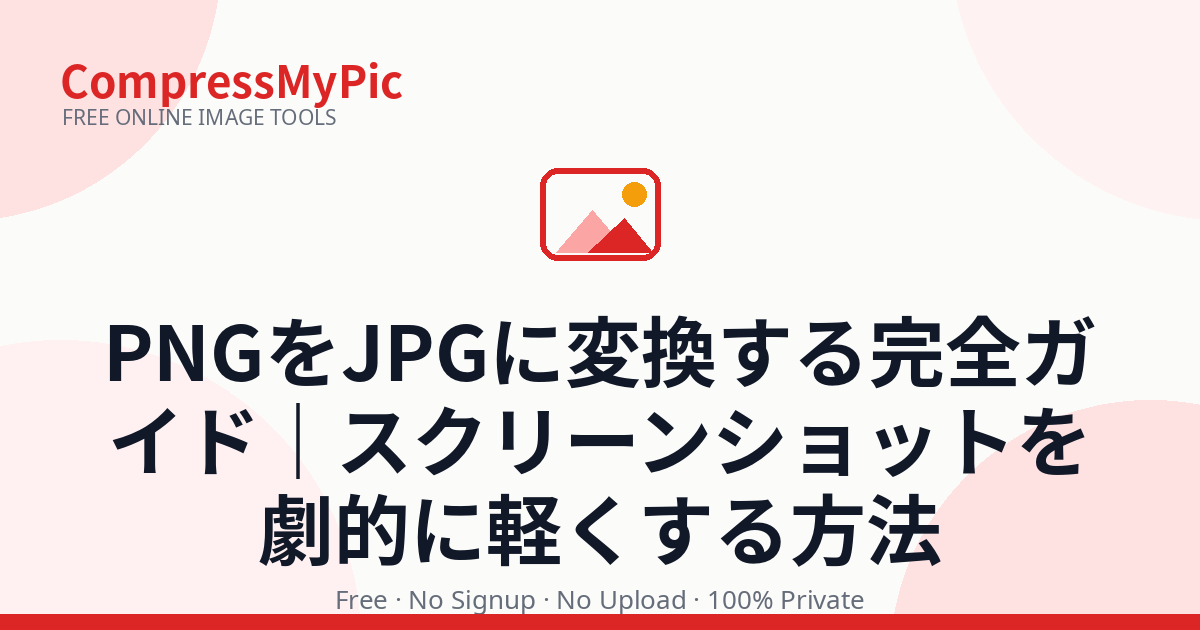 CompressMyPic
FREE ONLINE IMAGE TOOLS
PNGをJPGに変換する完全ガ
イド｜スクリーンショットを
劇的に軽くする方法
Free · No Signup · No Upload · 100% Private